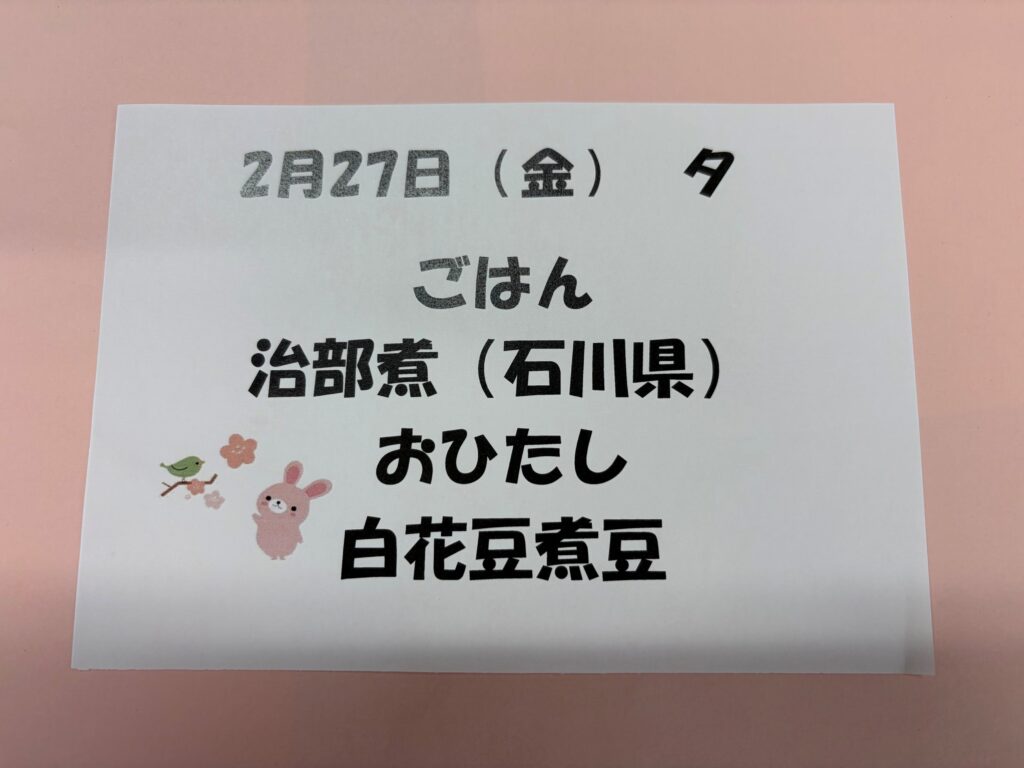 2月27日（金）　夕
ごはん
治部煮（石川県）
おひたし
白花豆煮豆